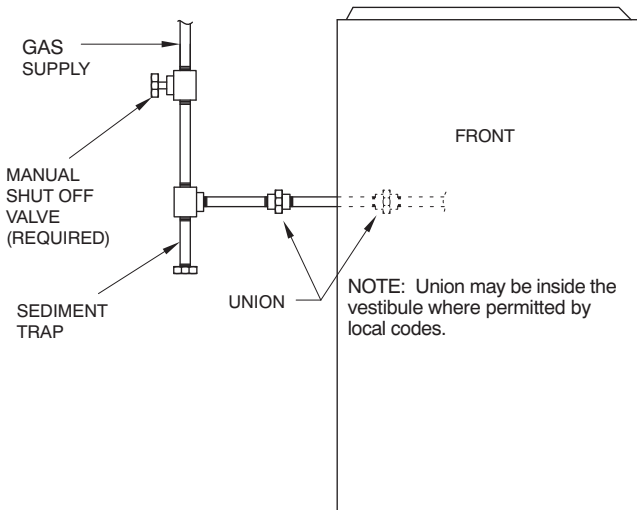 GAS
SUPPLY
FRONT
MANUAL
SHUT OFF
VALVE
(REQUIRED)
SEDIMENT
TRAP
UNION
NOTE: Union may be inside the
vestibule where permitted by
local codes.